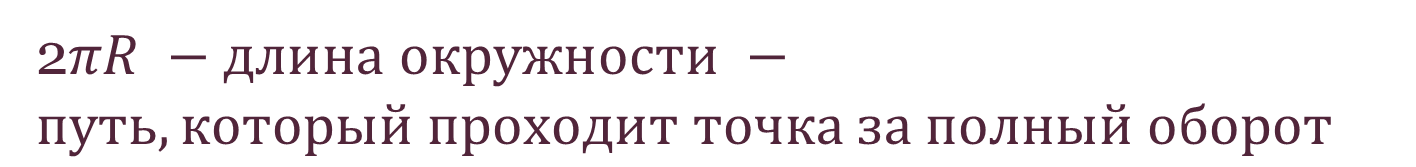 2πR − длина окружности −
путь, который проходит точка за полный оборот